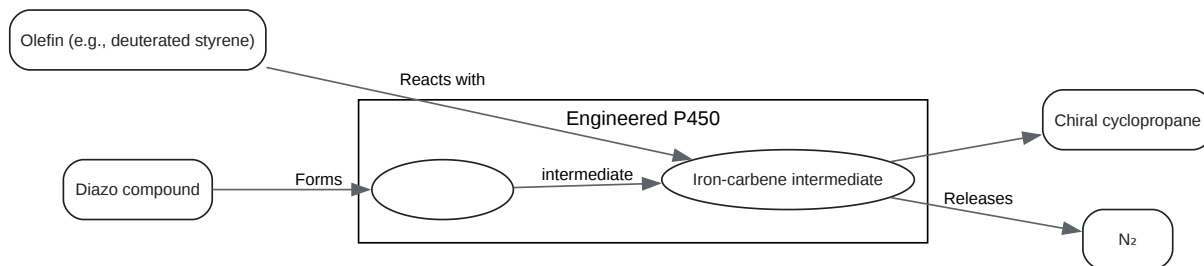 Olefin (e.g., deuterated styrene)
Reacts with
Engineered P450
Chiral cyclopropane
Diazo compound
Forms
intermediate
Iron-carbene intermediate
Releases
N₂